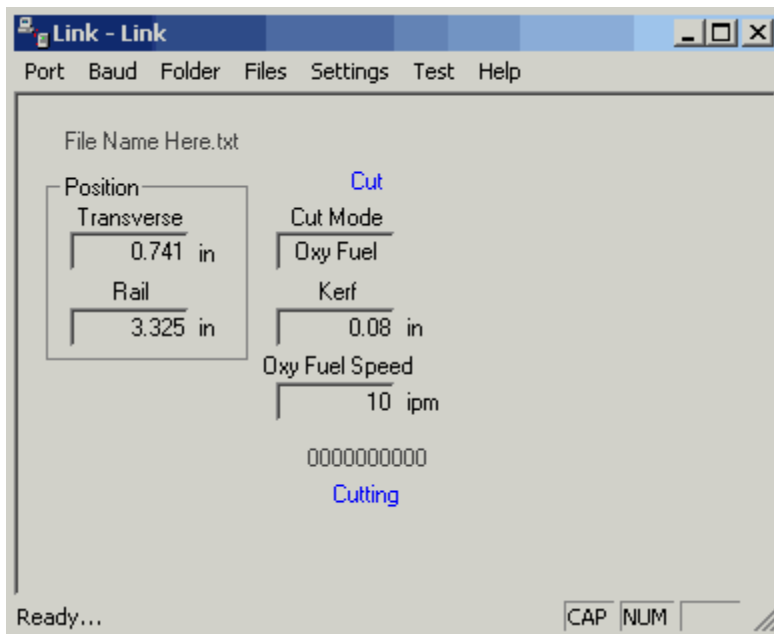 Link - Link
Port Baud Folder Files Settings Test Help
File Name Here.txt
Position
Transverse
0.741 in
Rail
3.325 in
Cut
Cut Mode
Oxy Fuel
Kerf
0.08 in
Oxy Fuel Speed
10 ipm
0000000000
Cutting
Ready... CAP NUM